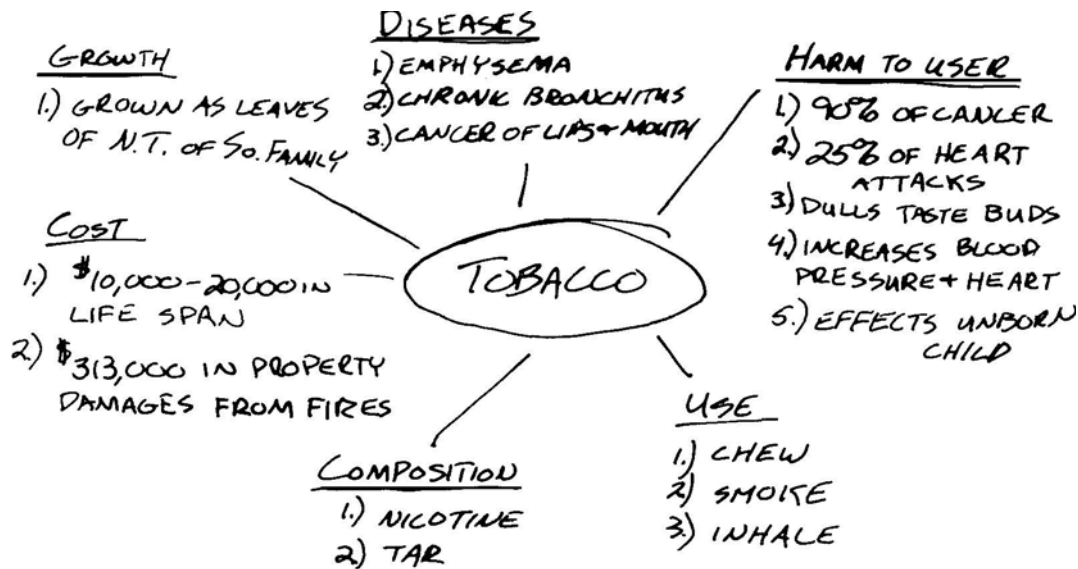 GROWTH
1.) GROWN AS LEAVES
OF N.T. OF SO. FAMILY
DISEASES
1.) EMPHYSEMA
2.) CHRONIC BRONCHITUS
3.) CANCER OF LIPS + MOUTH
HARM TO USER
1.) 90% OF CANCER
2.) 25% OF HEART
ATTACKS
3.) DULLS TASTE BUDS
4.) INCREASES BLOOD
PRESSURE + HEART
5.) EFFECTS UNBORN
CHILD
COST
1.) $10,000-20,000 IN
LIFE SPAN
2.) $313,000 IN PROPERTY
DAMAGES FROM FIRES
TOBACCO
COMPOSITION
1.) NICOTINE
2.) TAR
USE
1.) CHEW
2.) SMOKE
3.) INHALE